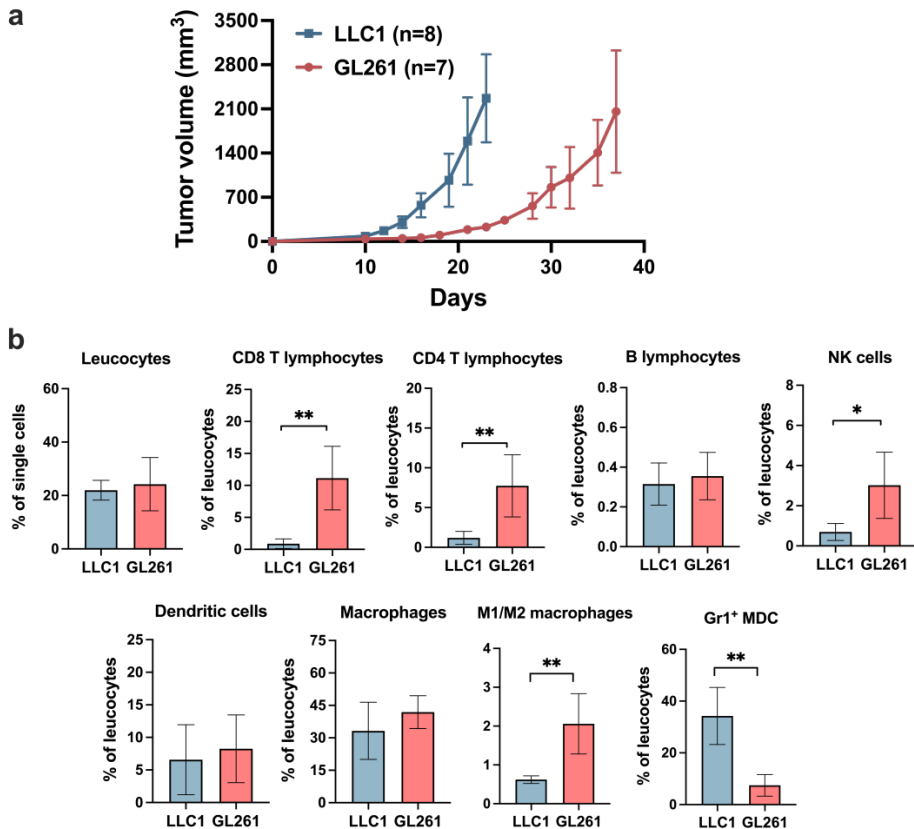 a
Tumor volume (mm³)
3500
2800
2100
1400
700
0
LLC1 (n=8)
GL261 (n=7)
0 10 20 30 40
Days
b
Leucocytes
% of single cells
60
40
20
0
LLC1 GL261
CD8 T lymphocytes
% of leucocytes
25
20
15
10
5
0
**
LLC1 GL261
CD4 T lymphocytes
% of leucocytes
20
15
10
5
0
**
LLC1 GL261
B lymphocytes
% of leucocytes
0.8
0.6
0.4
0.2
0.0
LLC1 GL261
NK cells
% of leucocytes
8
6
4
2
0
*
LLC1 GL261
Dendritic cells
% of leucocytes
25
20
15
10
5
0
LLC1 GL261
Macrophages
% of leucocytes
75
60
45
30
15
0
LLC1 GL261
M1/M2 macrophages
% of leucocytes
4
3
2
1
0
**
LLC1 GL261
Gr1⁺ MDC
% of leucocytes
60
40
20
0
**
LLC1 GL261